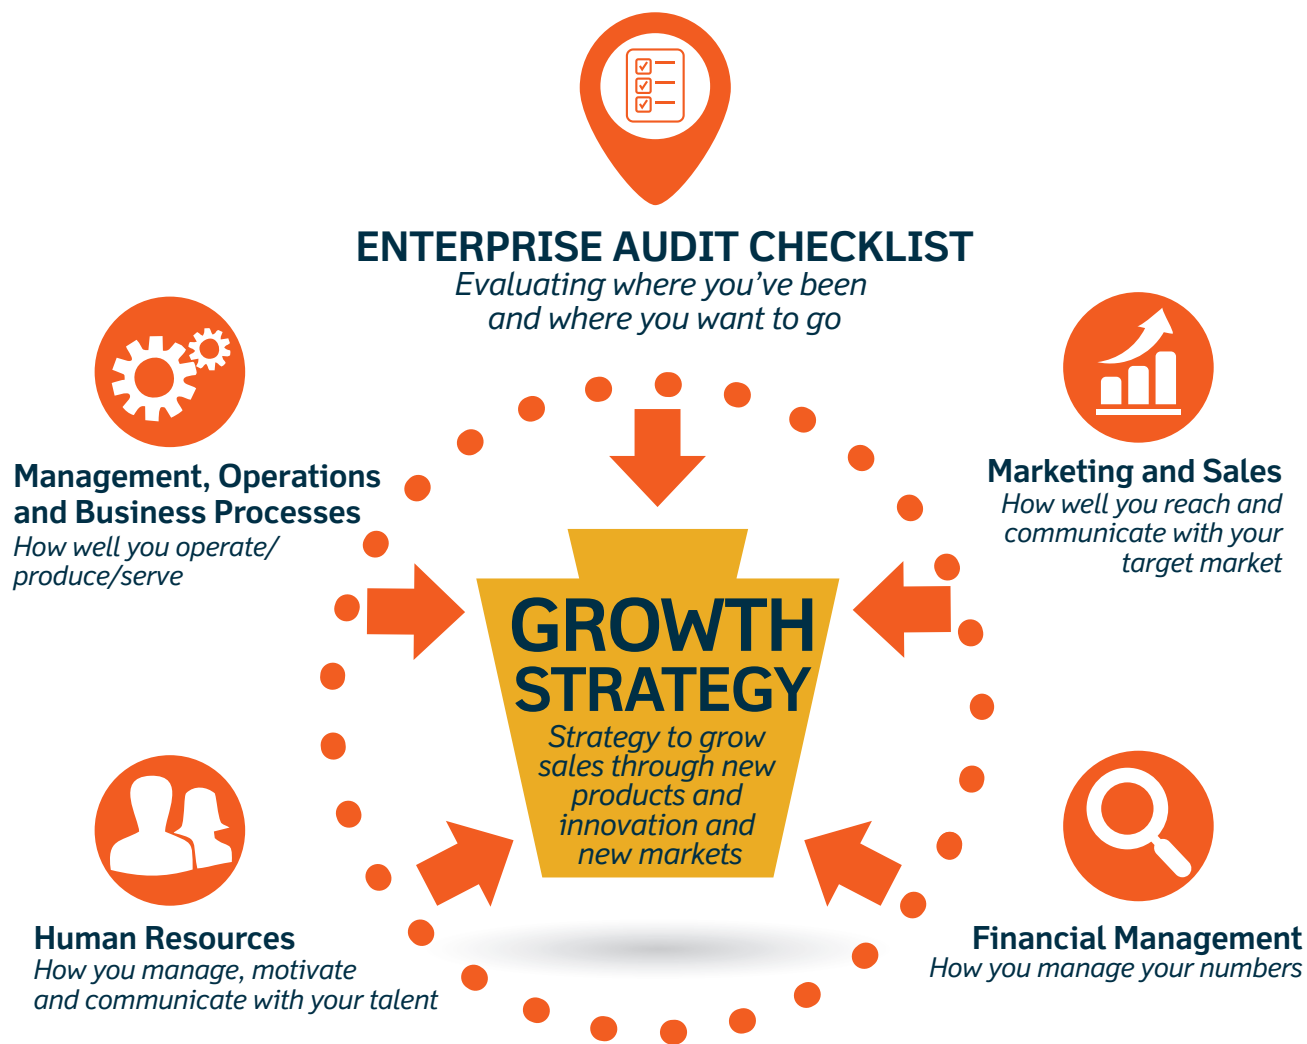 ENTERPRISE AUDIT CHECKLIST
Evaluating where you’ve been
and where you want to go
Management, Operations
and Business Processes
How well you operate/
produce/serve
Marketing and Sales
How well you reach and
communicate with your
target market
GROWTH
STRATEGY
Strategy to grow
sales through new
products and
innovation and
new markets
Human Resources
How you manage, motivate
and communicate with your talent
Financial Management
How you manage your numbers